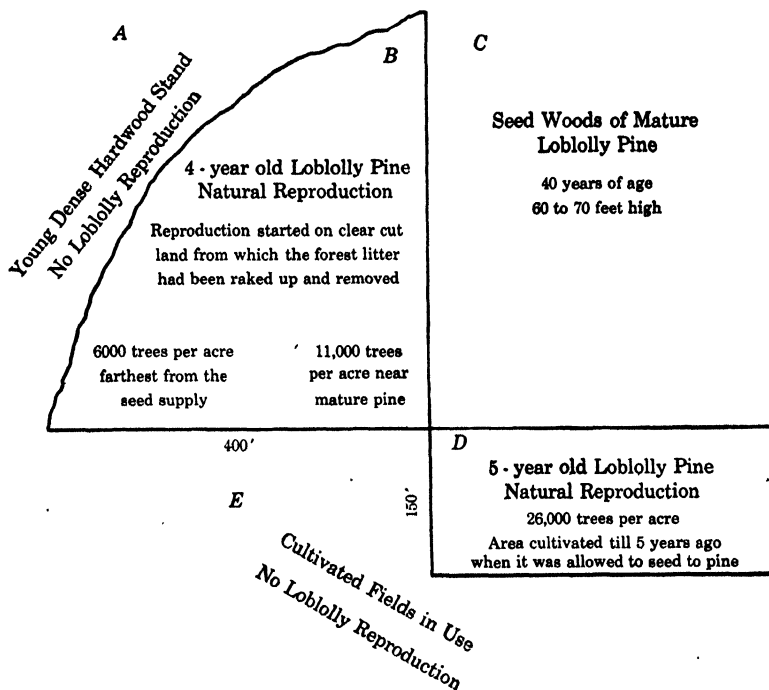 A
Young Dense Hardwood Stand
No Loblolly Reproduction
B
4 - year old Loblolly Pine
Natural Reproduction
Reproduction started on clear cut
land from which the forest litter
had been raked up and removed
6000 trees per acre
farthest from the
seed supply
11,000 trees
per acre near
mature pine
C
Seed Woods of Mature
Loblolly Pine
40 years of age
60 to 70 feet high
400'
D
5 - year old Loblolly Pine
Natural Reproduction
26,000 trees per acre
Area cultivated till 5 years ago
when it was allowed to seed to pine
150'
E
Cultivated Fields in Use
No Loblolly Reproduction